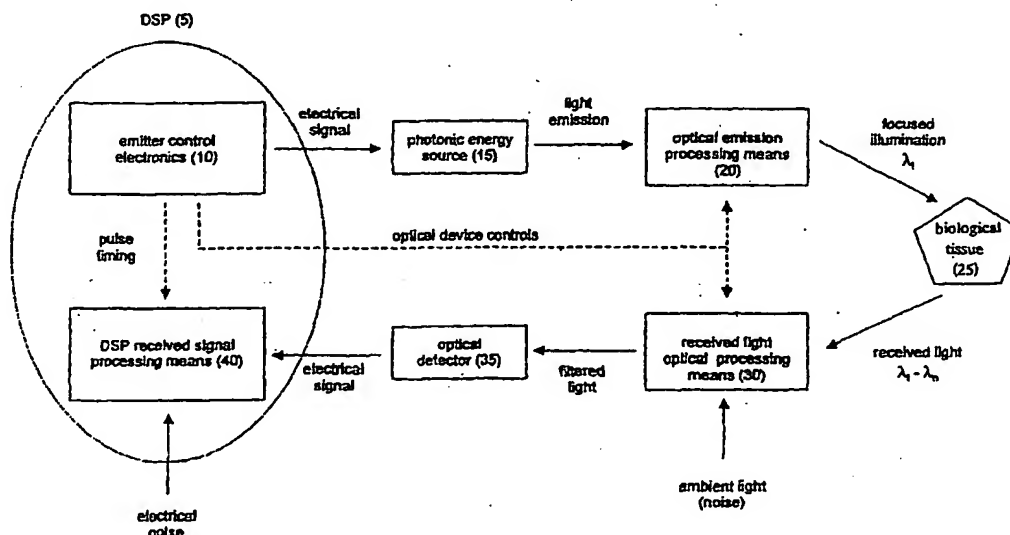 DSP (5)
emitter control
electronics (10)
electrical
signal
photonic energy
source (15)
light
emission
optical emission
processing means
(20)
focused
illumination
λ1
pulse
timing
optical device controls
biological
tissue
(25)
DSP received signal
processing means (40)
electrical
signal
optical
detector (35)
filtered
light
received light
optical processing
means (30)
received light
λ1 - λn
electrical
noise
ambient light
(noise)